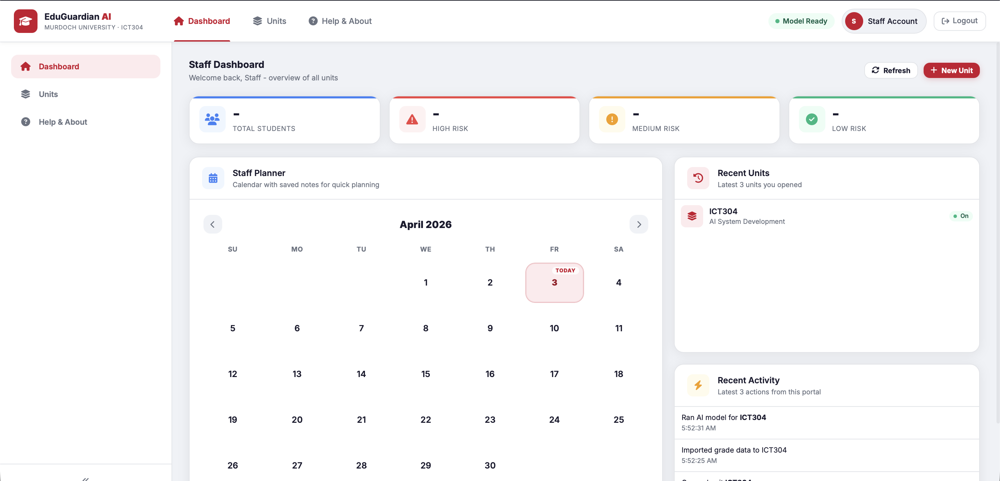 EduGuardian AI
MURDOCH UNIVERSITY · ICT304
Dashboard
Units
Help & About
Model Ready
S
Staff Account
Logout
Dashboard
Units
Help & About
Staff Dashboard
Welcome back, Staff - overview of all units
Refresh
+ New Unit
-
TOTAL STUDENTS
-
HIGH RISK
-
MEDIUM RISK
-
LOW RISK
Staff Planner
Calendar with saved notes for quick planning
April 2026
SU MO TU WE TH FR SA
TODAY
1 2 3 4
5 6 7 8 9 10 11
12 13 14 15 16 17 18
19 20 21 22 23 24 25
26 27 28 29 30
Recent Units
Latest 3 units you opened
ICT304
AI System Development
On
Recent Activity
Latest 3 actions from this portal
Ran AI model for ICT304
5:52:31 AM
Imported grade data to ICT304
5:52:25 AM